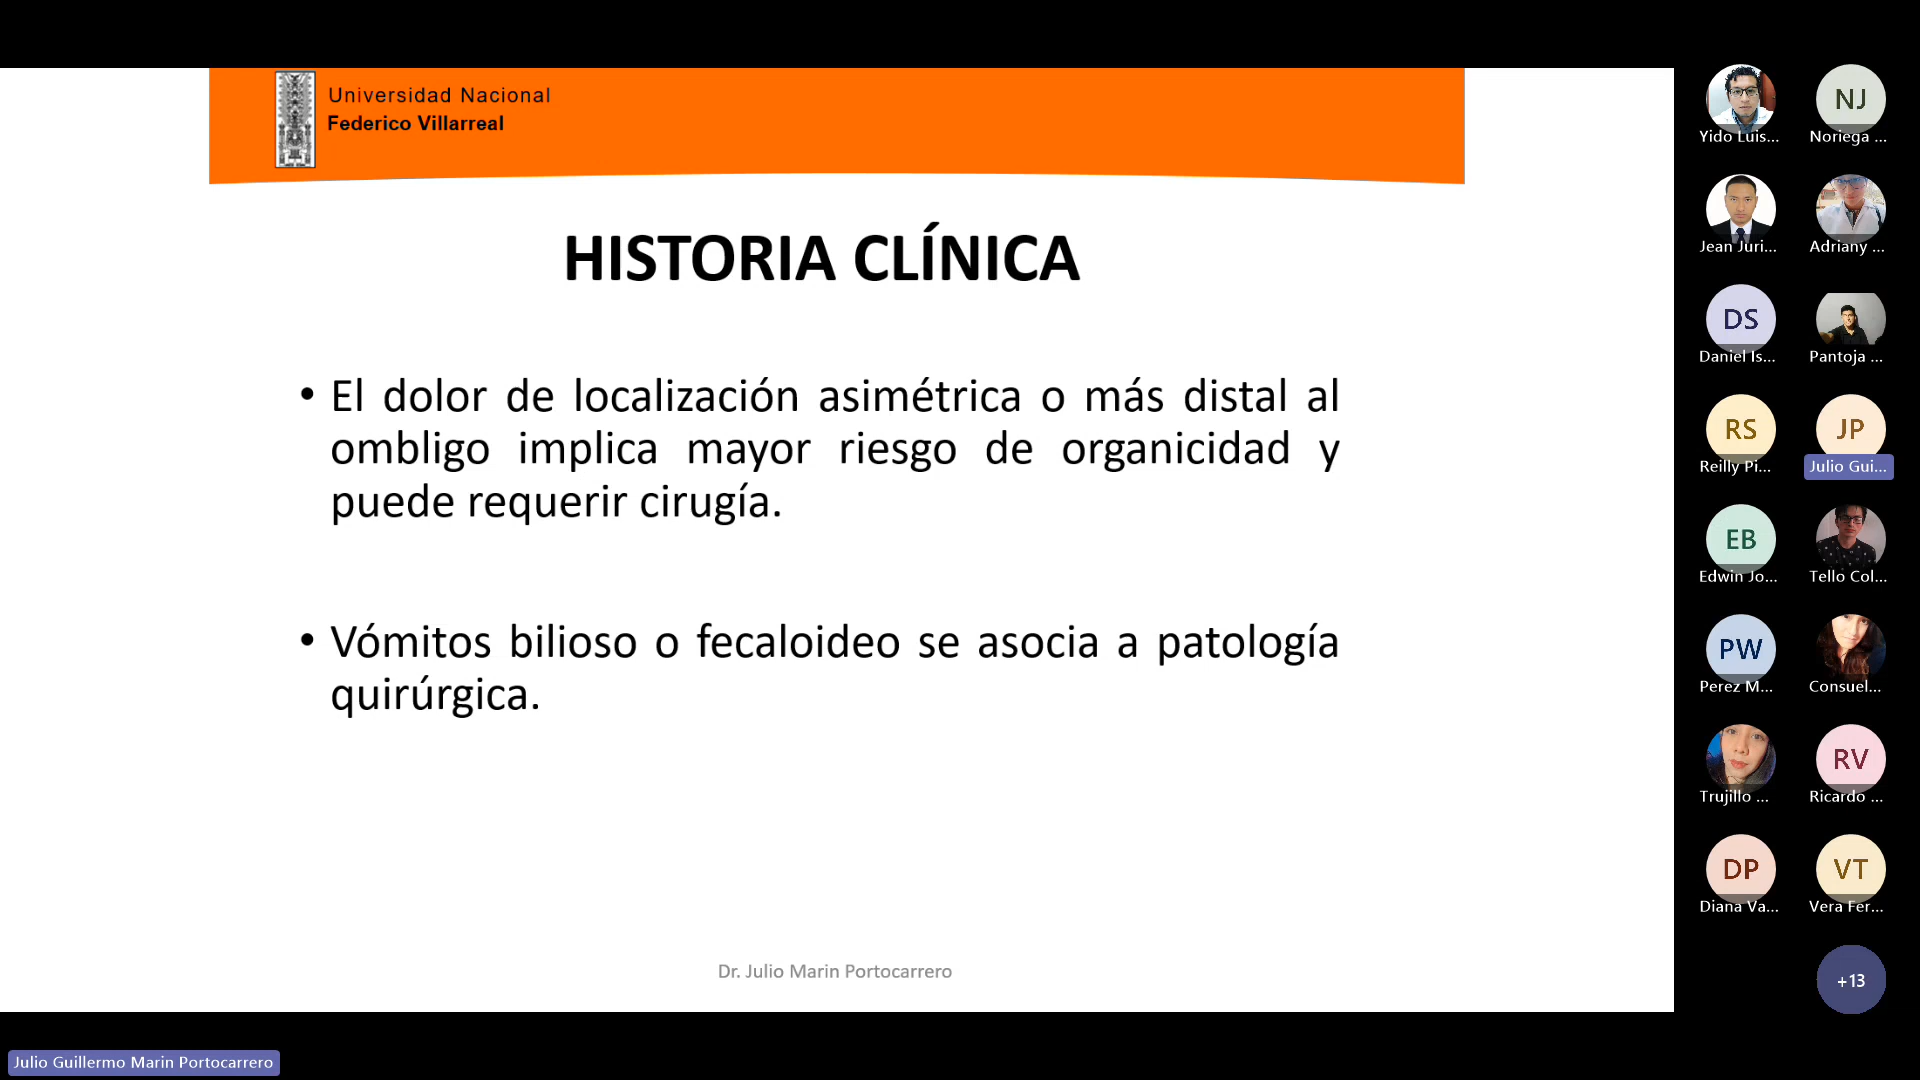 Universidad Nacional
Federico Villarreal
HISTORIA CLÍNICA
• El dolor de localización asimétrica o más distal al
ombligo implica mayor riesgo de organicidad y
puede requerir cirugía.
• Vómitos bilioso o fecaloideo se asocia a patología
quirúrgica.
Dr. Julio Marin Portocarrero
Julio Guillermo Marin Portocarrero
Yido Luis...
NJ
Noriega ...
Jean Juri...
Adriany ...
DS
Daniel Is...
Pantoja ...
RS
Reilly Pi...
JP
Julio Gui...
EB
Edwin Jo...
Tello Col...
PW
Perez M...
Consuel...
Trujillo ...
RV
Ricardo ...
DP
Diana Va...
VT
Vera Fer...
+13